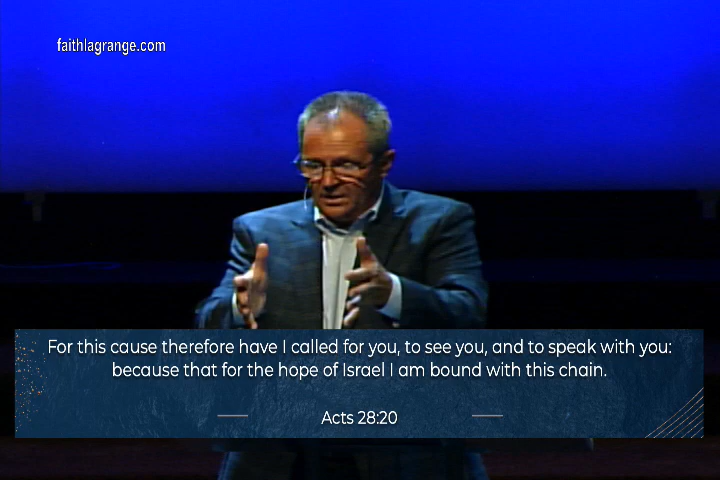 faithlagrange.com
For this cause therefore have I called for you, to see you, and to speak with you:
because that for the hope of Israel I am bound with this chain.
Acts 28:20